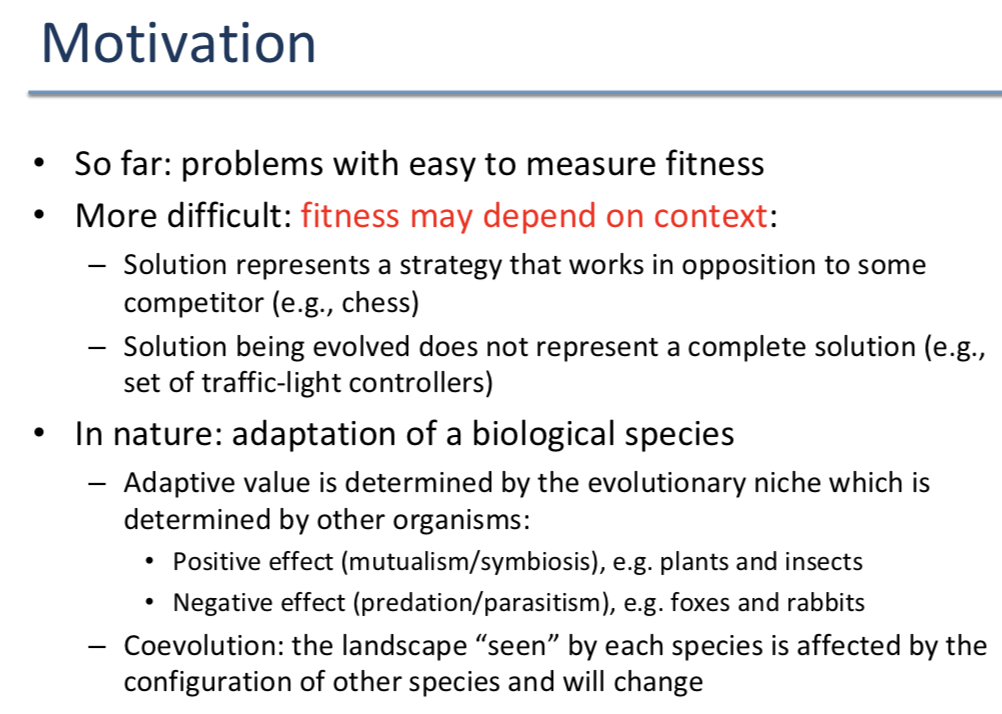 Motivation
• So far: problems with easy to measure fitness
• More difficult: fitness may depend on context:
– Solution represents a strategy that works in opposition to some
competitor (e.g., chess)
– Solution being evolved does not represent a complete solution (e.g.,
set of traffic-light controllers)
• In nature: adaptation of a biological species
– Adaptive value is determined by the evolutionary niche which is
determined by other organisms:
• Positive effect (mutualism/symbiosis), e.g. plants and insects
• Negative effect (predation/parasitism), e.g. foxes and rabbits
– Coevolution: the landscape “seen” by each species is affected by the
configuration of other species and will change